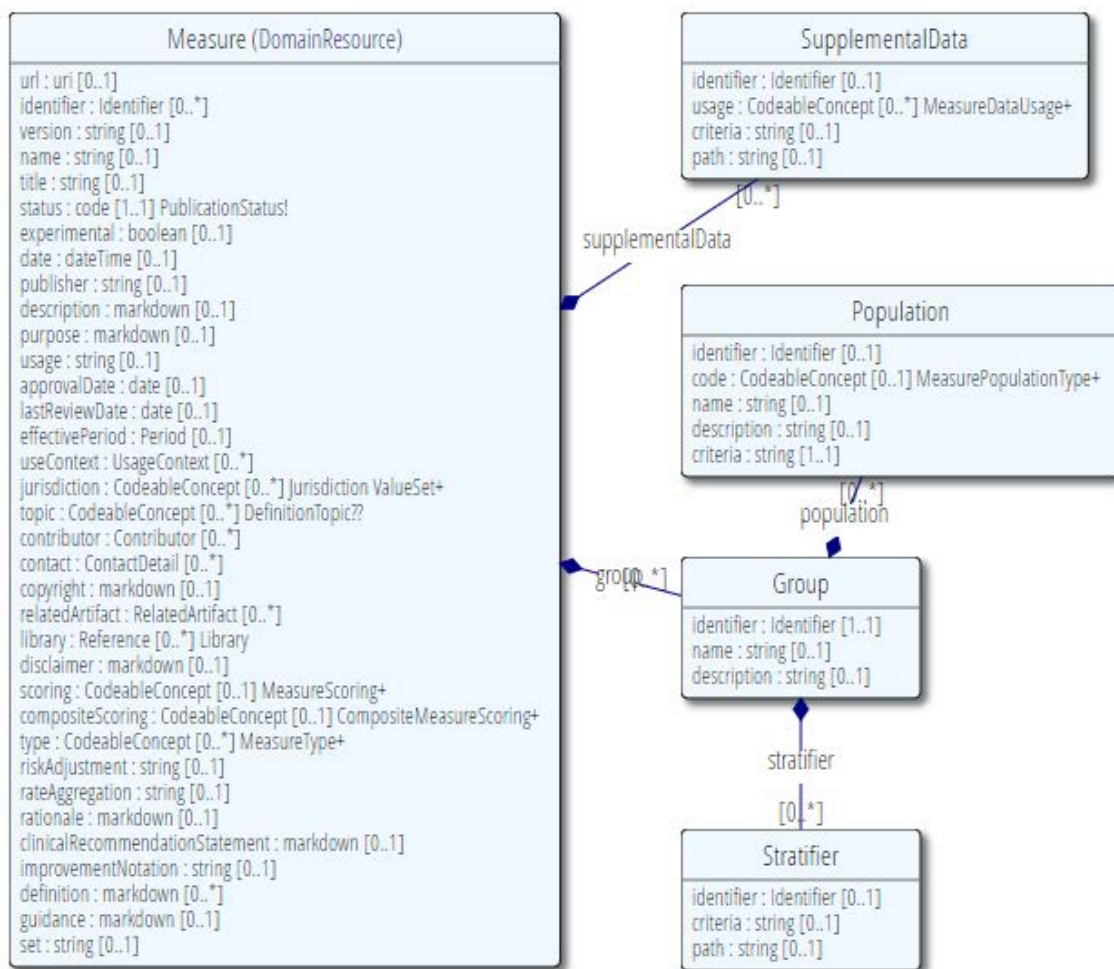 Measure (DomainResource)
url : uri [0..1]
identifier : Identifier [0..*]
version : string [0..1]
name : string [0..1]
title : string [0..1]
status : code [1..1] PublicationStatus!
experimental : boolean [0..1]
date : dateTime [0..1]
publisher : string [0..1]
description : markdown [0..1]
purpose : markdown [0..1]
usage : string [0..1]
approvalDate : date [0..1]
lastReviewDate : date [0..1]
effectivePeriod : Period [0..1]
useContext : UsageContext [0..*]
jurisdiction : CodeableConcept [0..*] Jurisdiction ValueSet+
topic : CodeableConcept [0..*] DefinitionTopic??
contributor : Contributor [0..*]
contact : ContactDetail [0..*]
copyright : markdown [0..1]
relatedArtifact : RelatedArtifact [0..*]
library : Reference [0..*] Library
disclaimer : markdown [0..1]
scoring : CodeableConcept [0..1] MeasureScoring+
compositeScoring : CodeableConcept [0..1] CompositeMeasureScoring+
type : CodeableConcept [0..*] MeasureType+
riskAdjustment : string [0..1]
rateAggregation : string [0..1]
rationale : markdown [0..1]
clinicalRecommendationStatement : markdown [0..1]
improvementNotation : string [0..1]
definition : markdown [0..*]
guidance : markdown [0..1]
set : string [0..1]
SupplementalData
identifier : Identifier [0..1]
usage : CodeableConcept [0..*] MeasureDataUsage+
criteria : string [0..1]
path : string [0..1]
[0..*]
supplementalData
Population
identifier : Identifier [0..1]
code : CodeableConcept [0..1] MeasurePopulationType+
name : string [0..1]
description : string [0..1]
criteria : string [1..1]
[0..*]
population
group
[0..*]
Group
identifier : Identifier [1..1]
name : string [0..1]
description : string [0..1]
stratifier
[0..*]
Stratifier
identifier : Identifier [0..1]
criteria : string [0..1]
path : string [0..1]